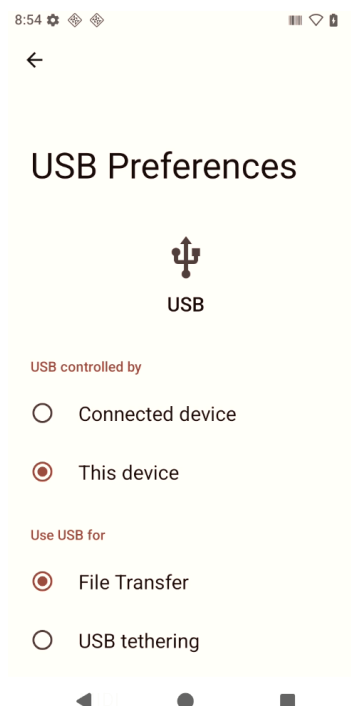 8:54
USB Preferences
USB
USB controlled by
Connected device
This device
Use USB for
File Transfer
USB tethering